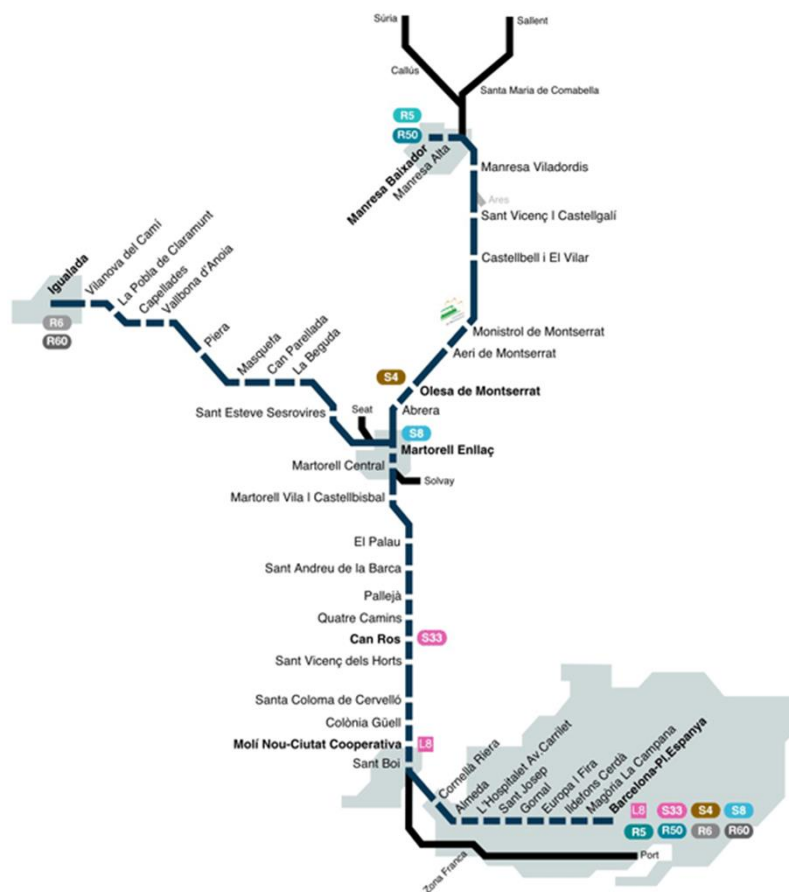 Súria
Sallent
Callús
Santa Maria de Comabella
R5
R50
Manresa Baixador
Manresa Alta
Manresa Viladordis
Ares
Sant Vicenç I Castellgalí
Castellbell i El Vilar
Igualada
Vilanova del Camí
La Pobla de Claramunt
Capellades
Vallbona d'Anoia
R6
R60
Piera
Masquefa
Can Parellada
La Beguda
Monistrol de Montserrat
Aeri de Montserrat
S4
Olesa de Montserrat
Sant Esteve Sesrovires
Seat
Abrera
S8
Martorell Enllaç
Martorell Central
Solvay
Martorell Vila I Castellbisbal
El Palau
Sant Andreu de la Barca
Pallejà
Quatre Camins
Can Ros
S33
Sant Vicenç dels Horts
Santa Coloma de Cervelló
Colònia Güell
Molí Nou-Ciutat Cooperativa
L8
Sant Boi
Cornellà Riera
Almeda
L'Hospitalet Av.Carrilet
Sant Josep
Gornal
Europa I Fira
Ildefons Cerdà
Magòria La Campana
Barcelona-Pl.Espanya
L8 S33 S4 S8
R5 R50 R6 R60
Zona Franca
Port